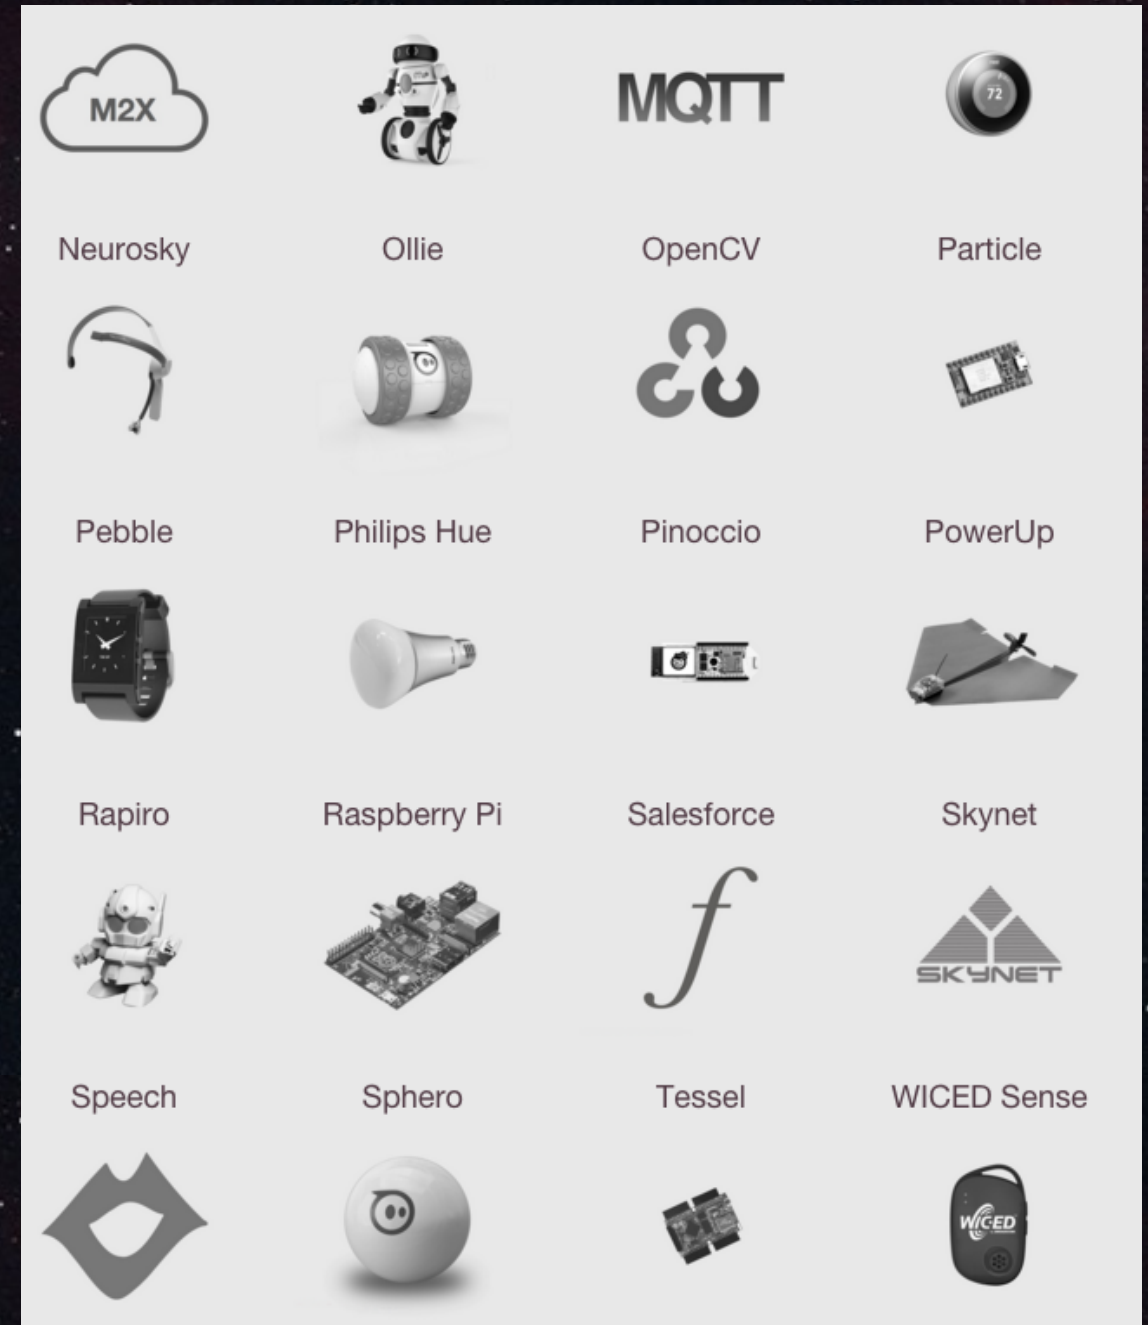 M2X
MQTT
72
Neurosky Ollie OpenCV Particle
Pebble Philips Hue Pinoccio PowerUp
Rapiro Raspberry Pi Salesforce Skynet
SKYNET
Speech Sphero Tessel WICED Sense
WICED